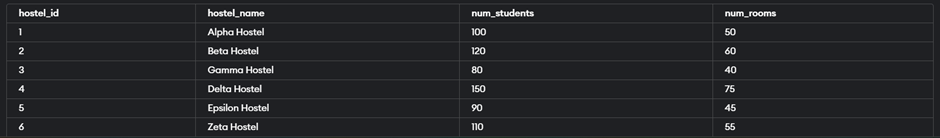 hostel_id hostel_name num_students num_rooms
1 Alpha Hostel 100 50
2 Beta Hostel 120 60
3 Gamma Hostel 80 40
4 Delta Hostel 150 75
5 Epsilon Hostel 90 45
6 Zeta Hostel 110 55